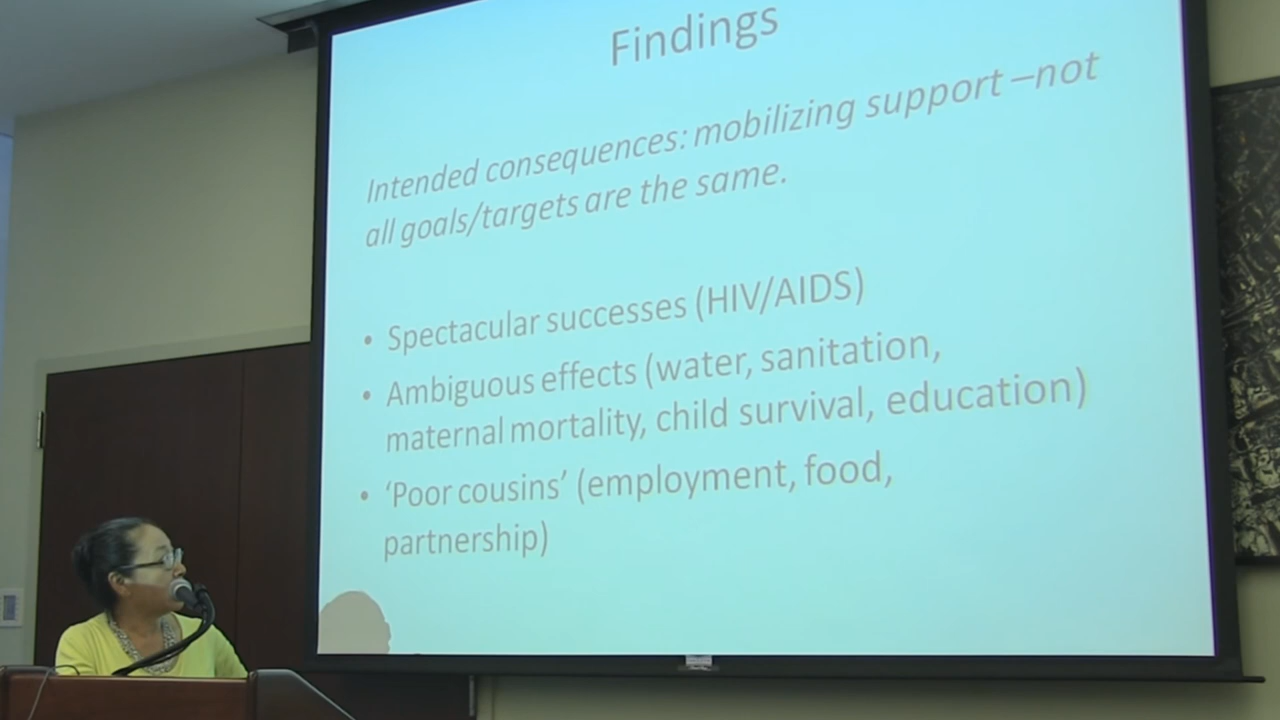 Findings
Intended consequences: mobilizing support –not
all goals/targets are the same.
• Spectacular successes (HIV/AIDS)
• Ambiguous effects (water, sanitation,
maternal mortality, child survival, education)
• ‘Poor cousins’ (employment, food,
partnership)